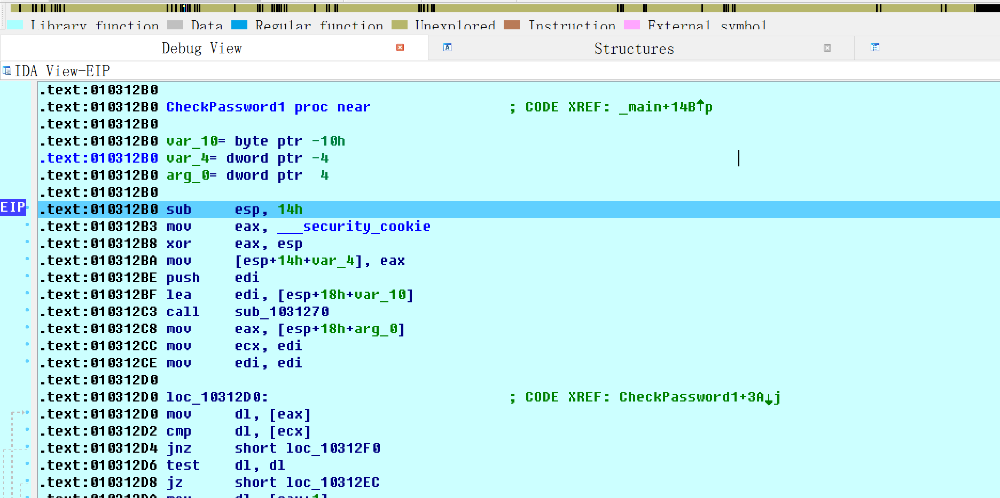 Library function Data Regular function Unexplored Instruction External symbol
Debug View Structures
IDA View-EIP
.text:010312B0
.text:010312B0 CheckPassword1 proc near ; CODE XREF: _main+14B↑p
.text:010312B0
.text:010312B0 var_10= byte ptr -10h
.text:010312B0 var_4= dword ptr -4
.text:010312B0 arg_0= dword ptr  4
.text:010312B0
EIP .text:010312B0 sub esp, 14h
.text:010312B3 mov eax, ___security_cookie
.text:010312B8 xor eax, esp
.text:010312BA mov [esp+14h+var_4], eax
.text:010312BE push edi
.text:010312BF lea edi, [esp+18h+var_10]
.text:010312C3 call sub_1031270
.text:010312C8 mov eax, [esp+18h+arg_0]
.text:010312CC mov ecx, edi
.text:010312CE mov edi, edi
.text:010312D0
.text:010312D0 loc_10312D0: ; CODE XREF: CheckPassword1+3A↓j
.text:010312D0 mov dl, [eax]
.text:010312D2 cmp dl, [ecx]
.text:010312D4 jnz short loc_10312F0
.text:010312D6 test dl, dl
.text:010312D8 jz short loc_10312EC
.text:010312DA mov dl, [eax+1]